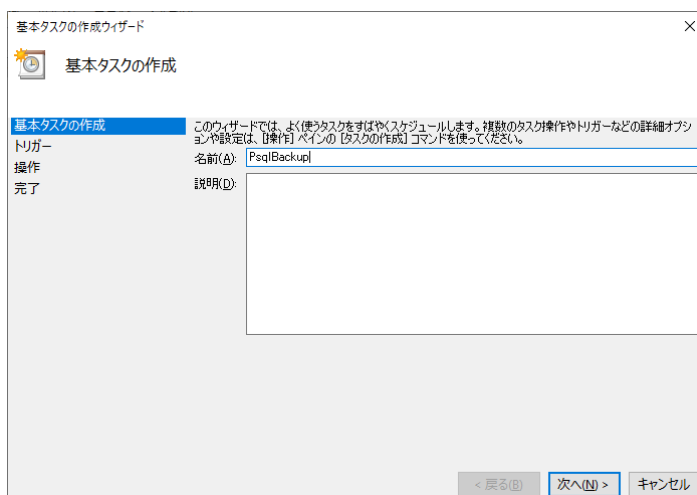 基本タスクの作成ウィザード
基本タスクの作成
基本タスクの作成
トリガー
操作
完了
このウィザードでは、よく使うタスクをすばやくスケジュールします。複数のタスク操作やトリガーなどの詳細オプシ
ョンや設定は、[操作] ペインの [タスクの作成] コマンドを使ってください。
名前(A): PsqlBackup
説明(D):
< 戻る(B) 次へ(N) > キャンセル